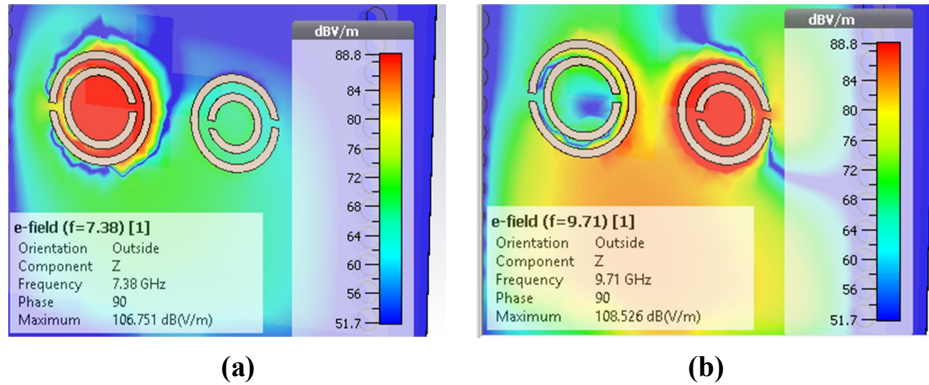 dBV/m
88.8
84
80
76
72
68
64
60
56
51.7
e-field (f=7.38) [1]
Orientation Outside
Component Z
Frequency 7.38 GHz
Phase 90
Maximum 106.751 dB(V/m)
(a)
dBV/m
88.8
84
80
76
72
68
64
60
56
51.7
e-field (f=9.71) [1]
Orientation Outside
Component Z
Frequency 9.71 GHz
Phase 90
Maximum 108.526 dB(V/m)
(b)